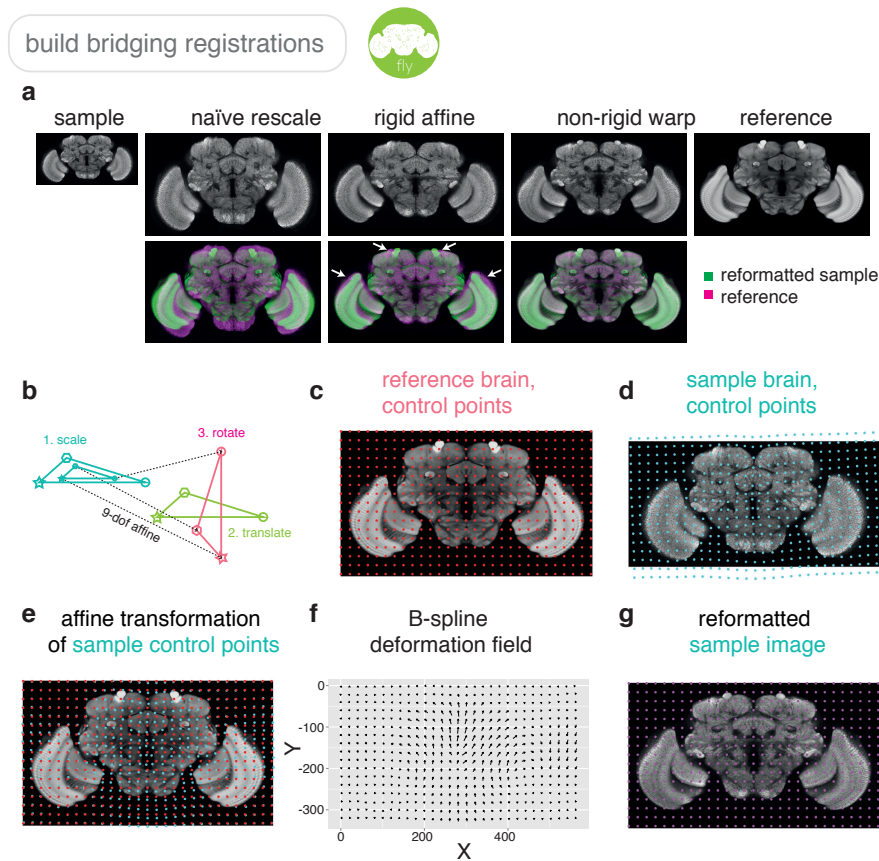 build bridging registrations
fly
a
sample
naïve rescale
rigid affine
non-rigid warp
reference
reformatted sample
reference
b
1. scale
3. rotate
9-dof affine
2. translate
c
reference brain,
control points
d
sample brain,
control points
e
affine transformation
of sample control points
f
B-spline
deformation field
0
-100
-200
-300
Y
0
200
400
X
g
reformatted
sample image